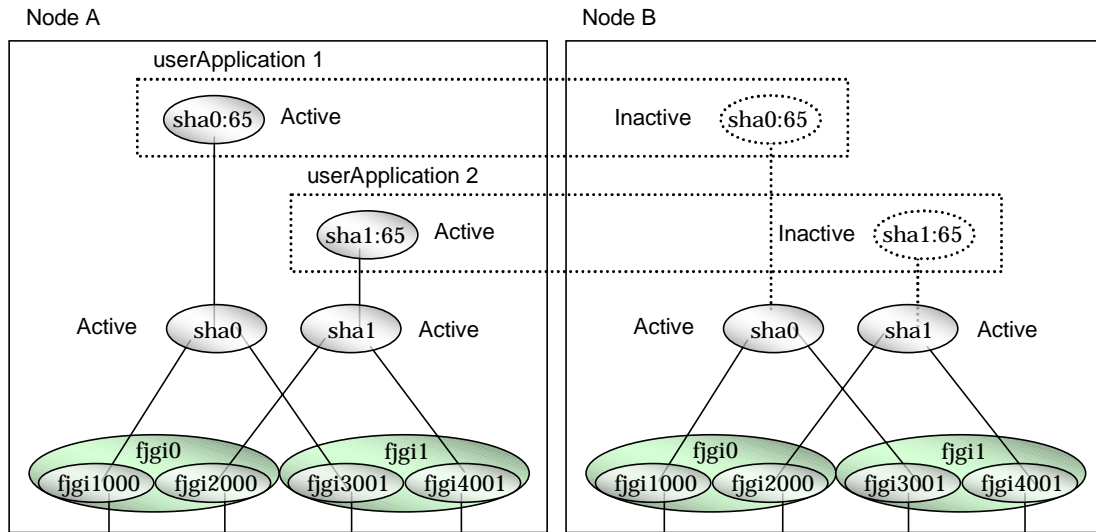 Node A
Node B
userApplication 1
sha0:65
Active
Inactive
sha0:65
userApplication 2
sha1:65
Active
Inactive
sha1:65
Active
sha0
sha1
Active
Active
sha0
sha1
Active
fjgi0
fjgi1
fjgi0
fjgi1
fjgi1000
fjgi2000
fjgi3001
fjgi4001
fjgi1000
fjgi2000
fjgi3001
fjgi4001